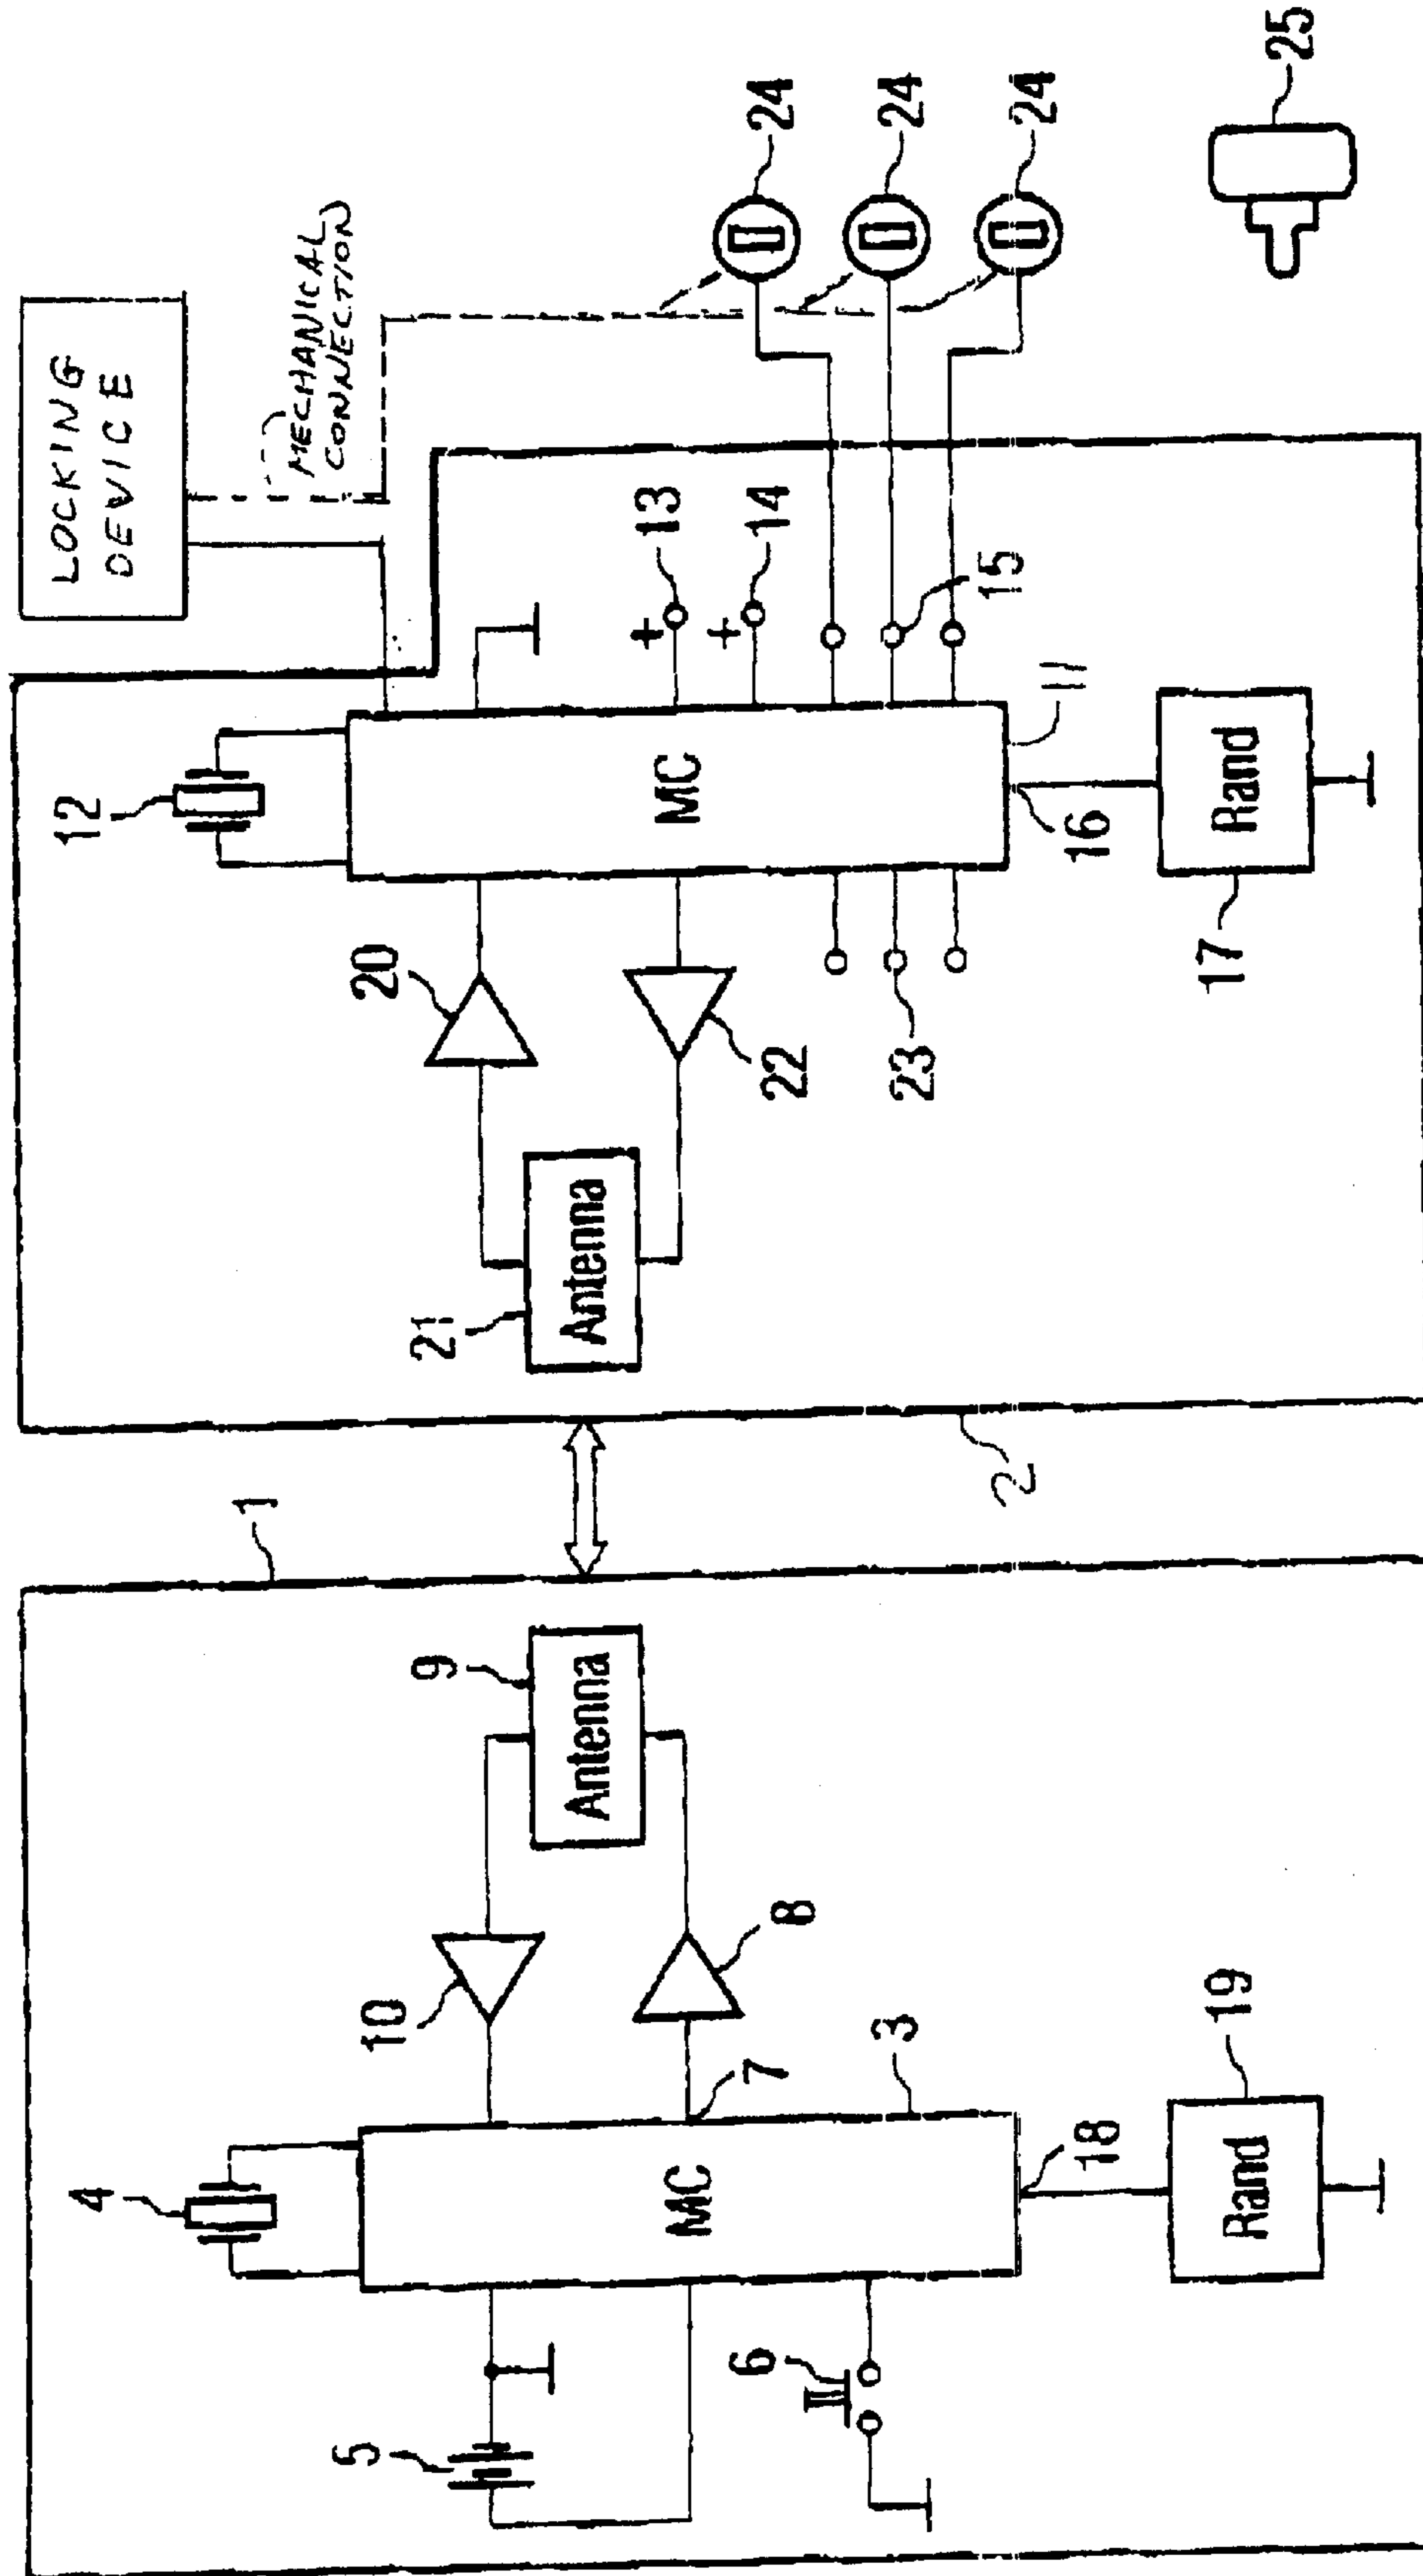 LOCKING
DEVICE
MECHANICAL
CONNECTION
1
4
5
10
9
Antenna
MC
7
8
6
3
18
Rand
19
12
20
21
Antenna
MC
22
23
13
+
14
+
15
11
16
Rand
17
2
24
24
24
25